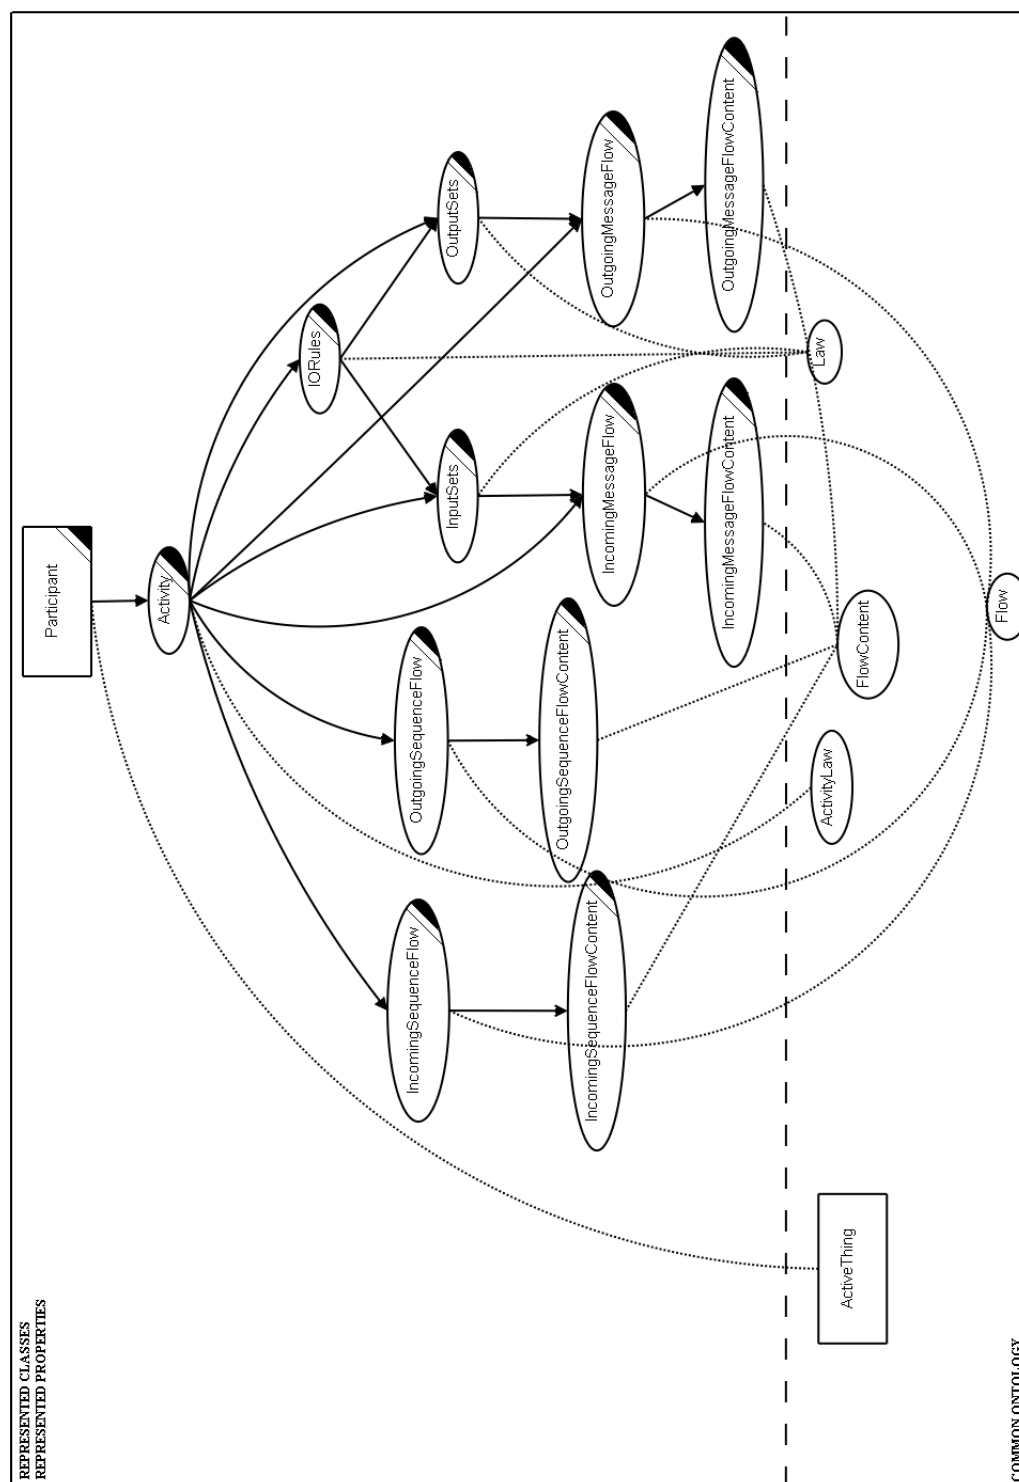 REPRESENTED CLASSES
REPRESENTED PROPERTIES
Participant
Activity
IORules
OutputSets
InputSets
OutgoingSequenceFlow
IncomingSequenceFlow
OutgoingMessageFlow
IncomingMessageFlow
OutgoingSequenceFlowContent
IncomingSequenceFlowContent
OutgoingMessageFlowContent
IncomingMessageFlowContent
Law
FlowContent
ActivityLaw
ActiveThing
Flow
COMMON ONTOLOGY